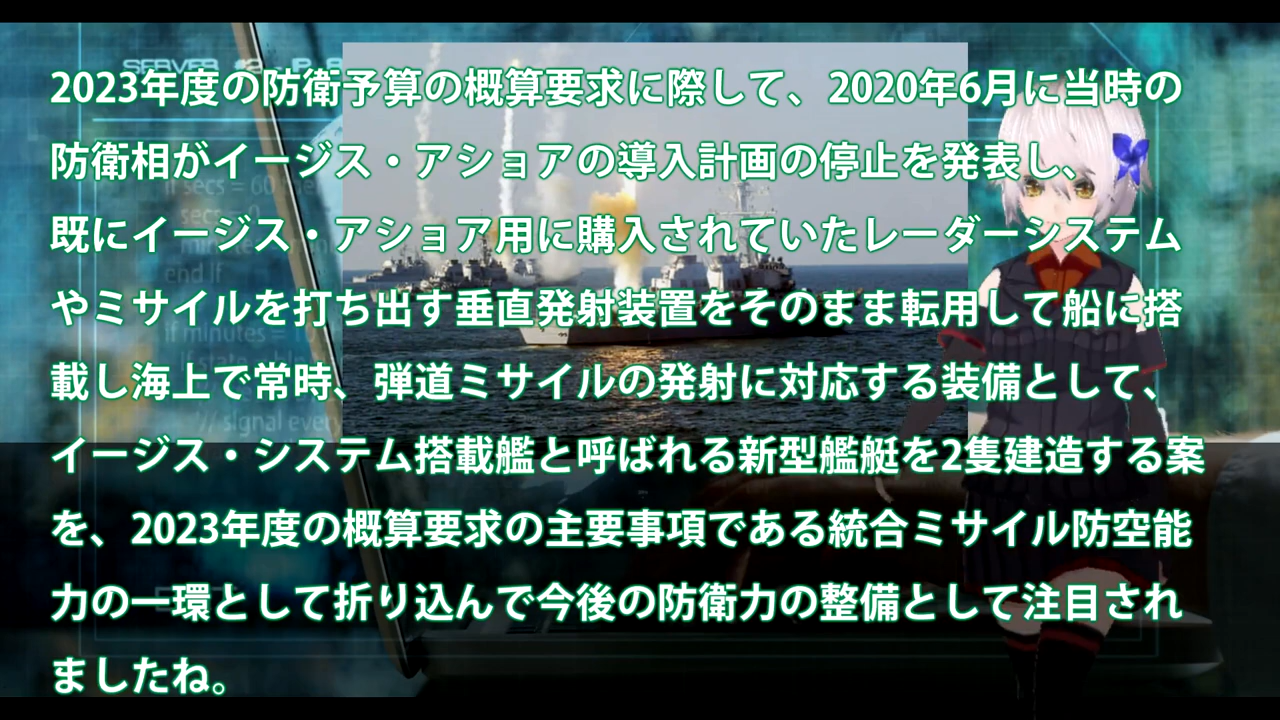 SERVER #2
2023年度の防衛予算の概算要求に際して、2020年6月に当時の
防衛相がイージス・アショアの導入計画の停止を発表し、
if secs = 60
既にイージス・アショア用に購入されていたレーダーシステム
end if
やミサイルを打ち出す垂直発射装置をそのまま転用して船に搭
if minutes =
載し海上で常時、弾道ミサイルの発射に対応する装備として、
// signal every
イージス・システム搭載艦と呼ばれる新型艦艇を2隻建造する案
を、2023年度の概算要求の主要事項である統合ミサイル防空能
力の一環として折り込んで今後の防衛力の整備として注目され
ましたね。